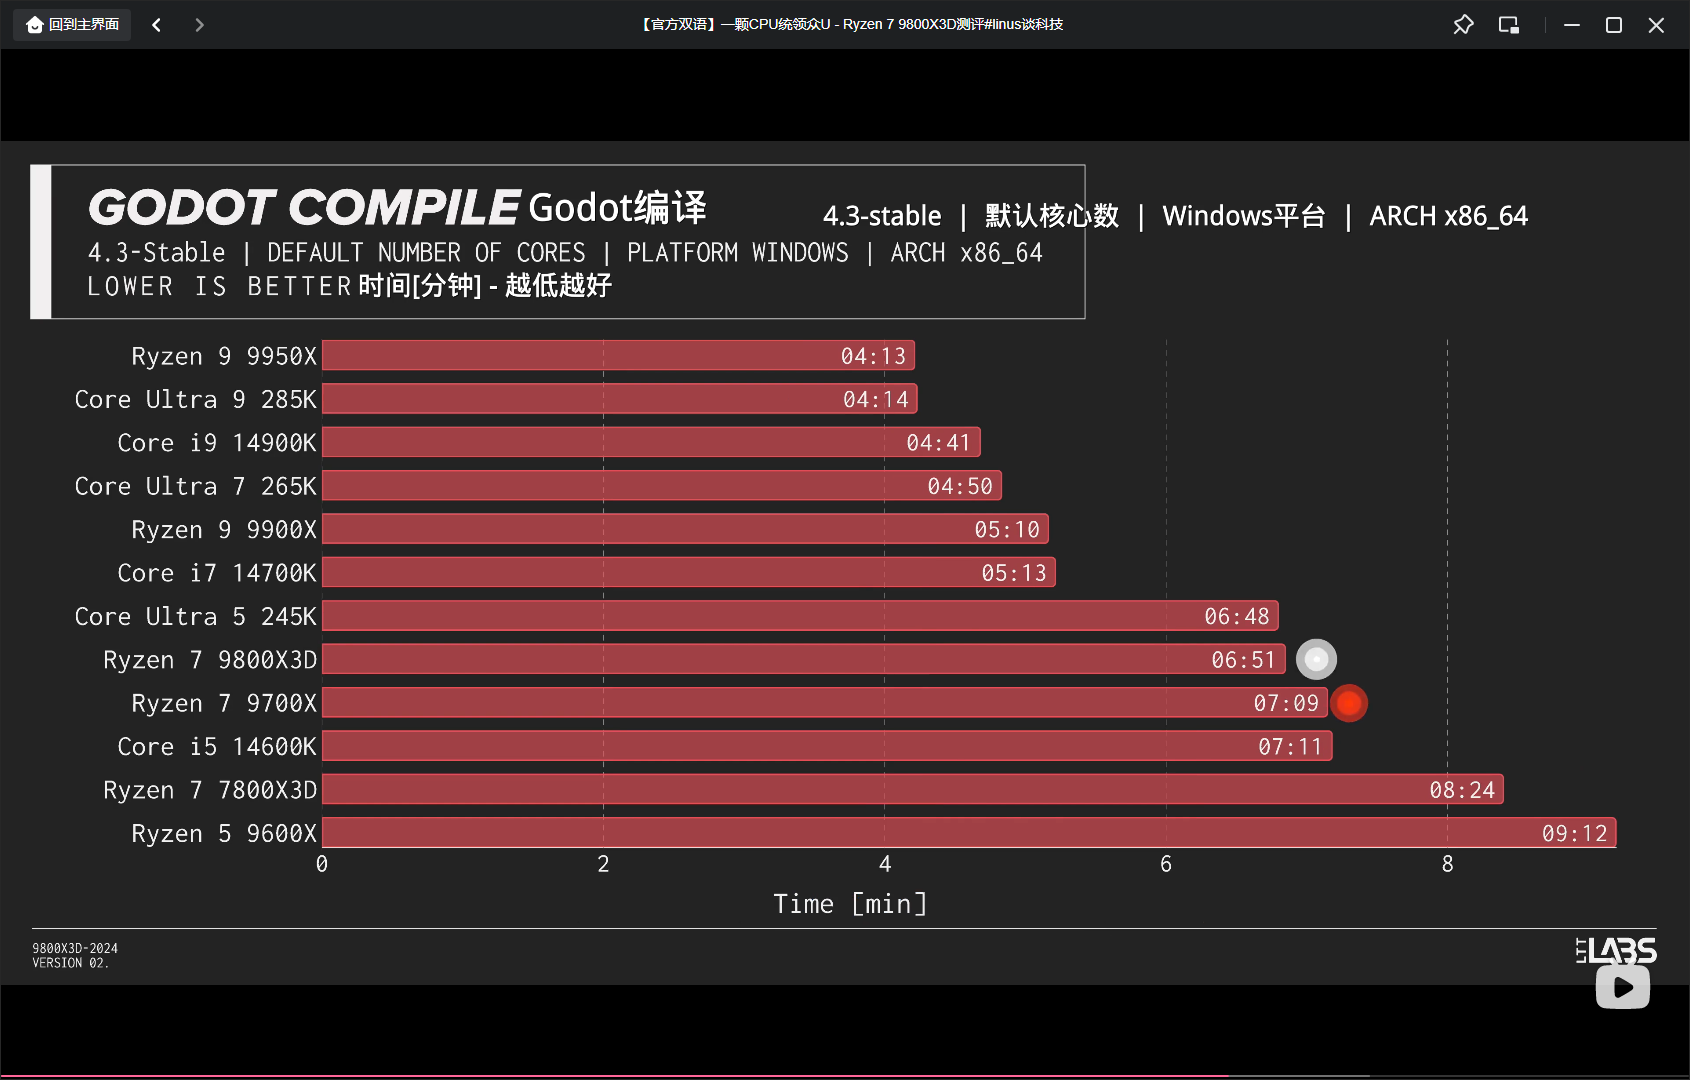 回到主界面
【官方双语】一颗CPU统领众U - Ryzen 7 9800X3D测评#linus谈科技
GODOT COMPILE Godot编译
4.3-stable | 默认核心数 | Windows平台 | ARCH x86_64
4.3-Stable | DEFAULT NUMBER OF CORES | PLATFORM WINDOWS | ARCH x86_64
LOWER IS BETTER 时间[分钟] - 越低越好
Ryzen 9 9950X 04:13
Core Ultra 9 285K 04:14
Core i9 14900K 04:41
Core Ultra 7 265K 04:50
Ryzen 9 9900X 05:10
Core i7 14700K 05:13
Core Ultra 5 245K 06:48
Ryzen 7 9800X3D 06:51
Ryzen 7 9700X 07:09
Core i5 14600K 07:11
Ryzen 7 7800X3D 08:24
Ryzen 5 9600X 09:12
0 2 4 6 8
Time [min]
9800X3D-2024
VERSION 02.
LTT LABS